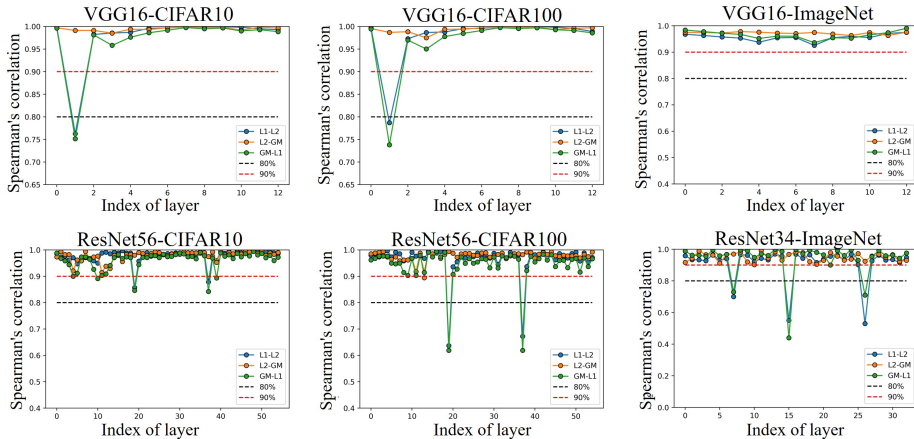 VGG16-CIFAR10
Spearman's correlation
1.00
0.95
0.90
0.85
0.80
0.75
0.70
0.65
0 2 4 6 8 10 12
Index of layer
L1-L2
L2-GM
GM-L1
80%
90%
VGG16-CIFAR100
Spearman's correlation
1.00
0.95
0.90
0.85
0.80
0.75
0.70
0.65
0 2 4 6 8 10 12
Index of layer
L1-L2
L2-GM
GM-L1
80%
90%
VGG16-ImageNet
Spearman's correlation
1.0
0.9
0.8
0.7
0.6
0.5
0.4
0 2 4 6 8 10 12
Index of layer
L1-L2
L2-GM
GM-L1
80%
90%
ResNet56-CIFAR10
Spearman's correlation
1.0
0.9
0.8
0.7
0.6
0.5
0.4
0 10 20 30 40 50
Index of layer
L1-L2
L2-GM
GM-L1
80%
90%
ResNet56-CIFAR100
Spearman's correlation
1.0
0.9
0.8
0.7
0.6
0.5
0.4
0 10 20 30 40 50
Index of layer
L1-L2
L2-GM
GM-L1
80%
90%
ResNet34-ImageNet
Spearman's correlation
1.0
0.8
0.6
0.4
0.2
0.0
0 5 10 15 20 25 30
Index of layer
L1-L2
L2-GM
GM-L1
80%
90%